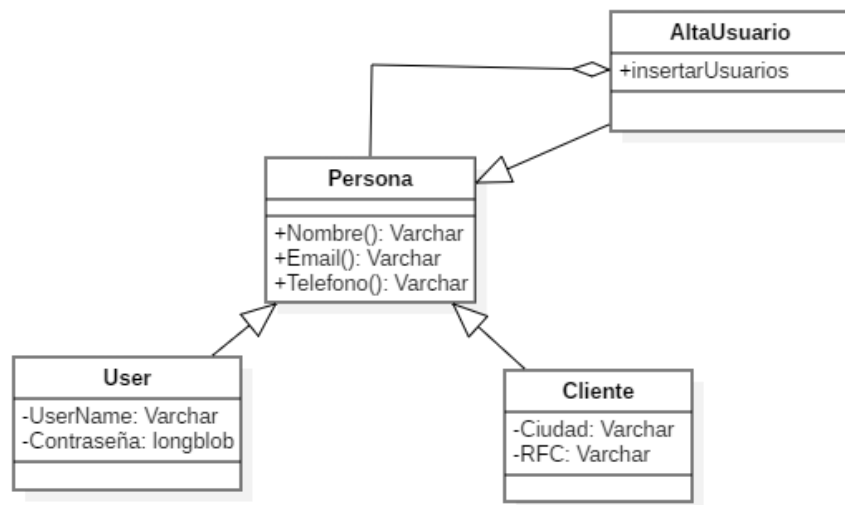 AltaUsuario
+insertarUsuarios
Persona
+Nombre(): Varchar
+Email(): Varchar
+Telefono(): Varchar
User
-UserName: Varchar
-Contraseña: longblob
Cliente
-Ciudad: Varchar
-RFC: Varchar